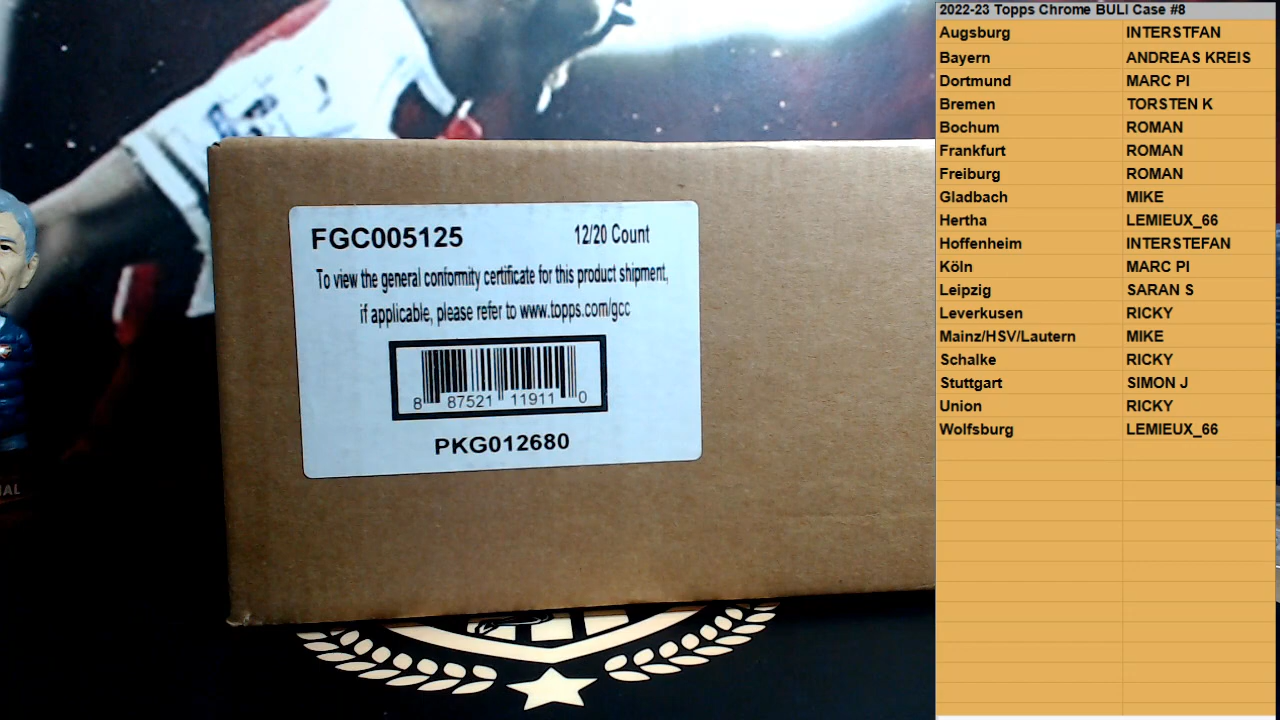 FGC005125 12/20 Count
To view the general conformity certificate for this product shipment,
if applicable, please refer to www.topps.com/gcc
8 87521 11911 0
PKG012680
2022-23 Topps Chrome BULI Case #8
Augsburg INTERSTFAN
Bayern ANDREAS KREIS
Dortmund MARC PI
Bremen TORSTEN K
Bochum ROMAN
Frankfurt ROMAN
Freiburg ROMAN
Gladbach MIKE
Hertha LEMIEUX_66
Hoffenheim INTERSTEFAN
Köln MARC PI
Leipzig SARAN S
Leverkusen RICKY
Mainz/HSV/Lautern MIKE
Schalke RICKY
Stuttgart SIMON J
Union RICKY
Wolfsburg LEMIEUX_66